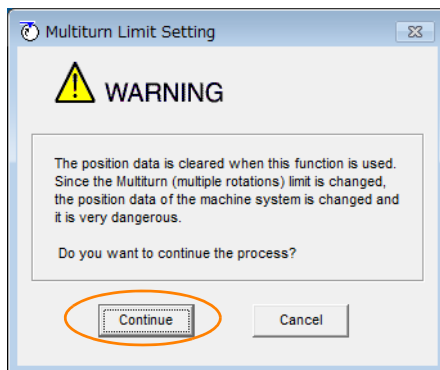 Multiturn Limit Setting
WARNING
The position data is cleared when this function is used.
Since the Multiturn (multiple rotations) limit is changed,
the position data of the machine system is changed and
it is very dangerous.
Do you want to continue the process?
Continue
Cancel